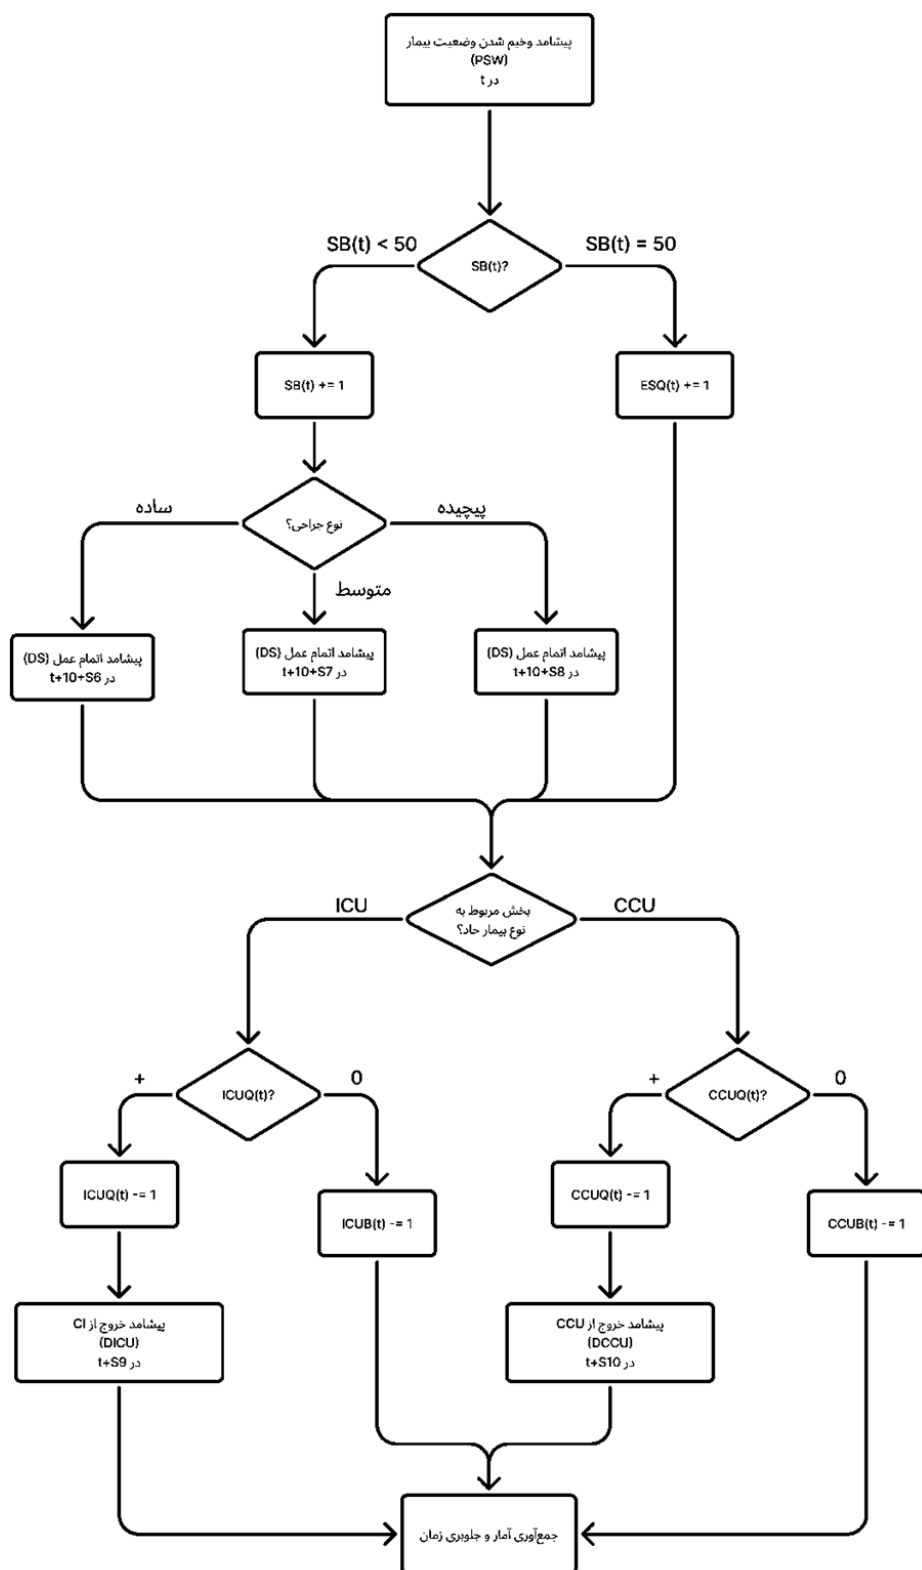 پیشامد وخیم شدن وضعیت بیمار
(PSW)
در t
SB(t) < 50
SB(t) = 50
SB(t)?
SB(t) += 1
ESQ(t) += 1
ساده
نوع جراحی؟
پیچیده
متوسط
پیشامد اتمام عمل (DS)
در t+10+S6
پیشامد اتمام عمل (DS)
در t+10+S7
پیشامد اتمام عمل (DS)
در t+10+S8
ICU
بخش مربوط به
نوع بیمار حاد؟
CCU
+
ICUQ(t)?
0
+
CCUQ(t)?
0
ICUQ(t) -= 1
ICUB(t) -= 1
CCUQ(t) -= 1
CCUB(t) -= 1
پیشامد خروج از CI
(DICU)
در t+S9
پیشامد خروج از CCU
(DCCU)
در t+S10
جمع‌آوری آمار و جلوبری زمان